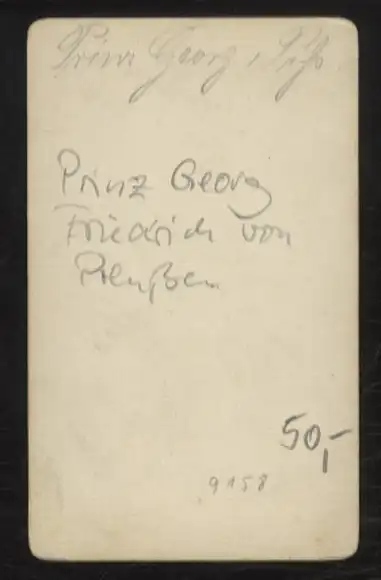 Prinz Georg
Prinz Georg
Friedrich von
Preußen
50,-
9158